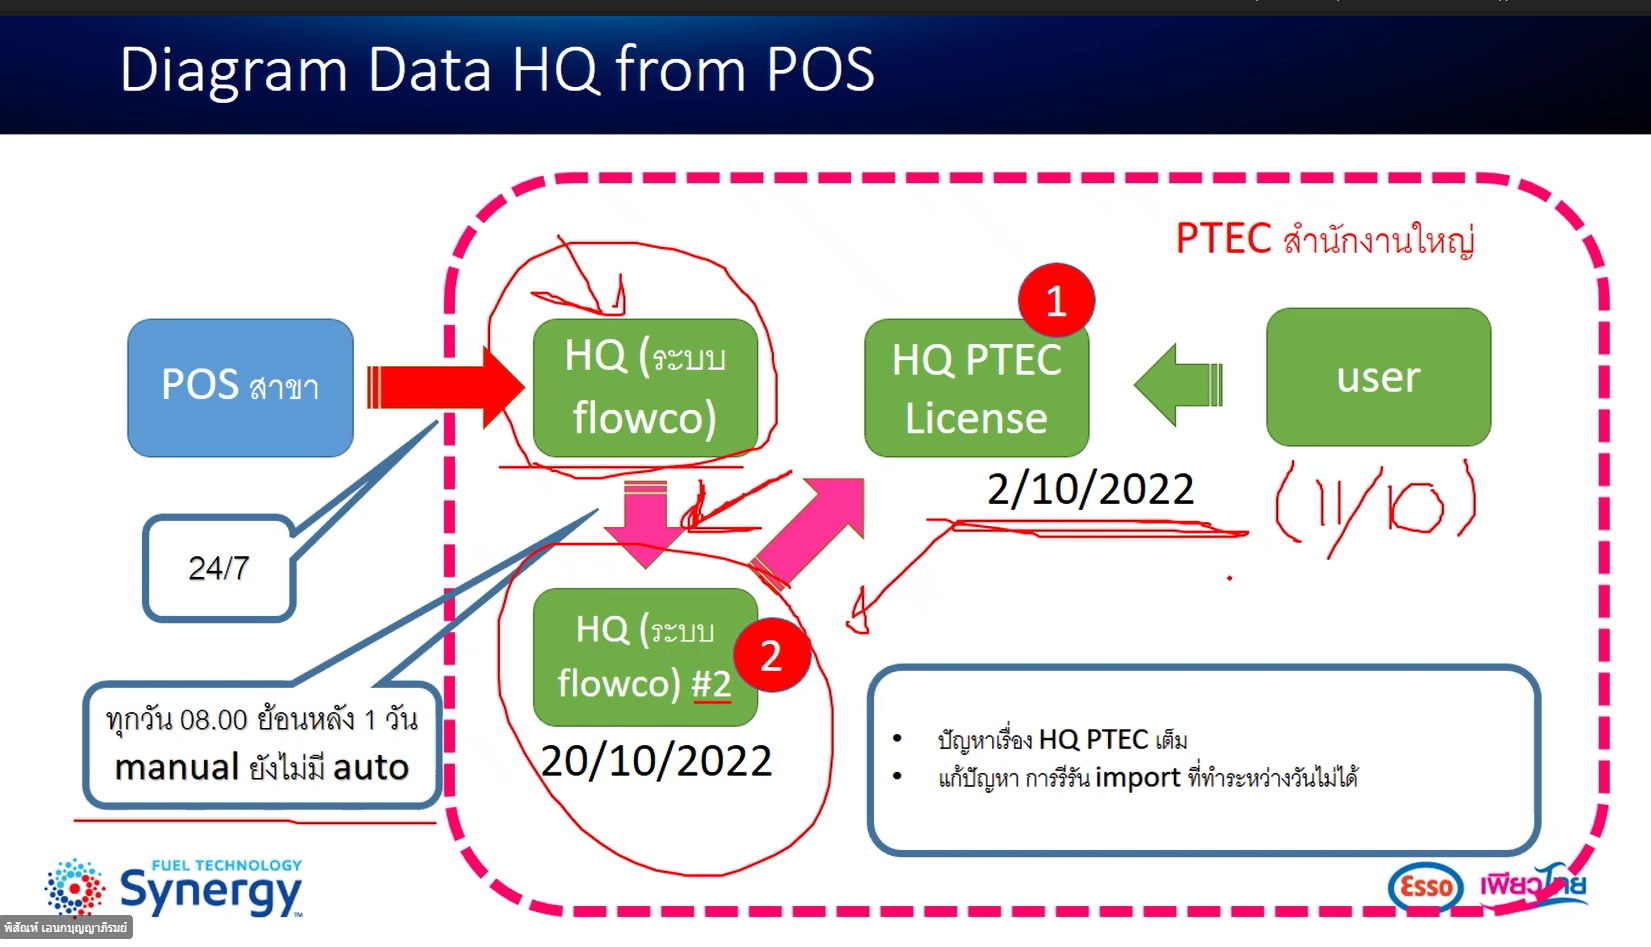 Diagram Data HQ from POS
PTEC สำนักงานใหญ่
POS สาขา
HQ (ระบบ
flowco)
1
HQ PTEC
License
user
2/10/2022
(11/10)
24/7
HQ (ระบบ
flowco) #2
2
20/10/2022
ทุกวัน 08.00 ย้อนหลัง 1 วัน
manual ยังไม่มี auto
• ปัญหาเรื่อง HQ PTEC เต็ม
• แก้ปัญหา การรีรัน import ที่ทำระหว่างวันไม่ได้
FUEL TECHNOLOGY
Synergy
Esso
เพียวไทย
พิสัณห์ เอนกบุญญาภิรมย์